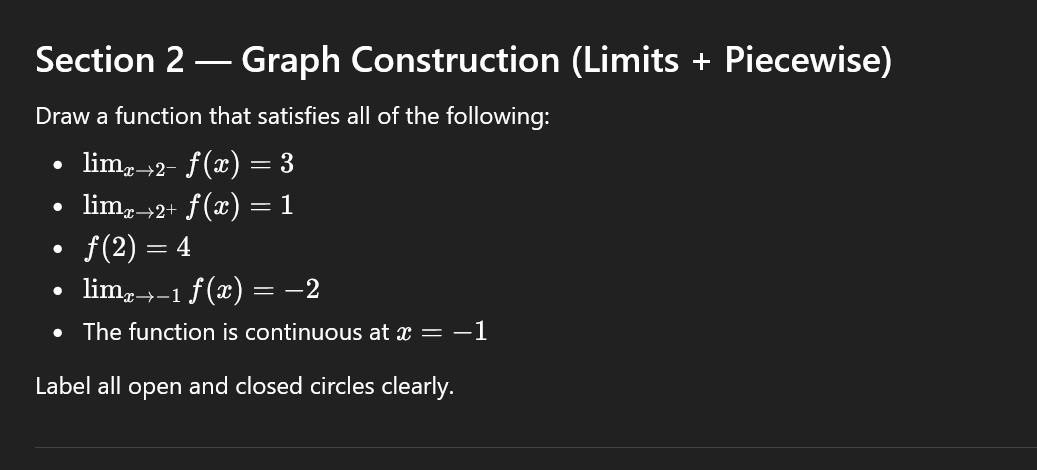 Section 2 — Graph Construction (Limits + Piecewise)
Draw a function that satisfies all of the following:
• lim_{x→2⁻} f(x) = 3
• lim_{x→2⁺} f(x) = 1
• f(2) = 4
• lim_{x→−1} f(x) = −2
• The function is continuous at x = −1
Label all open and closed circles clearly.